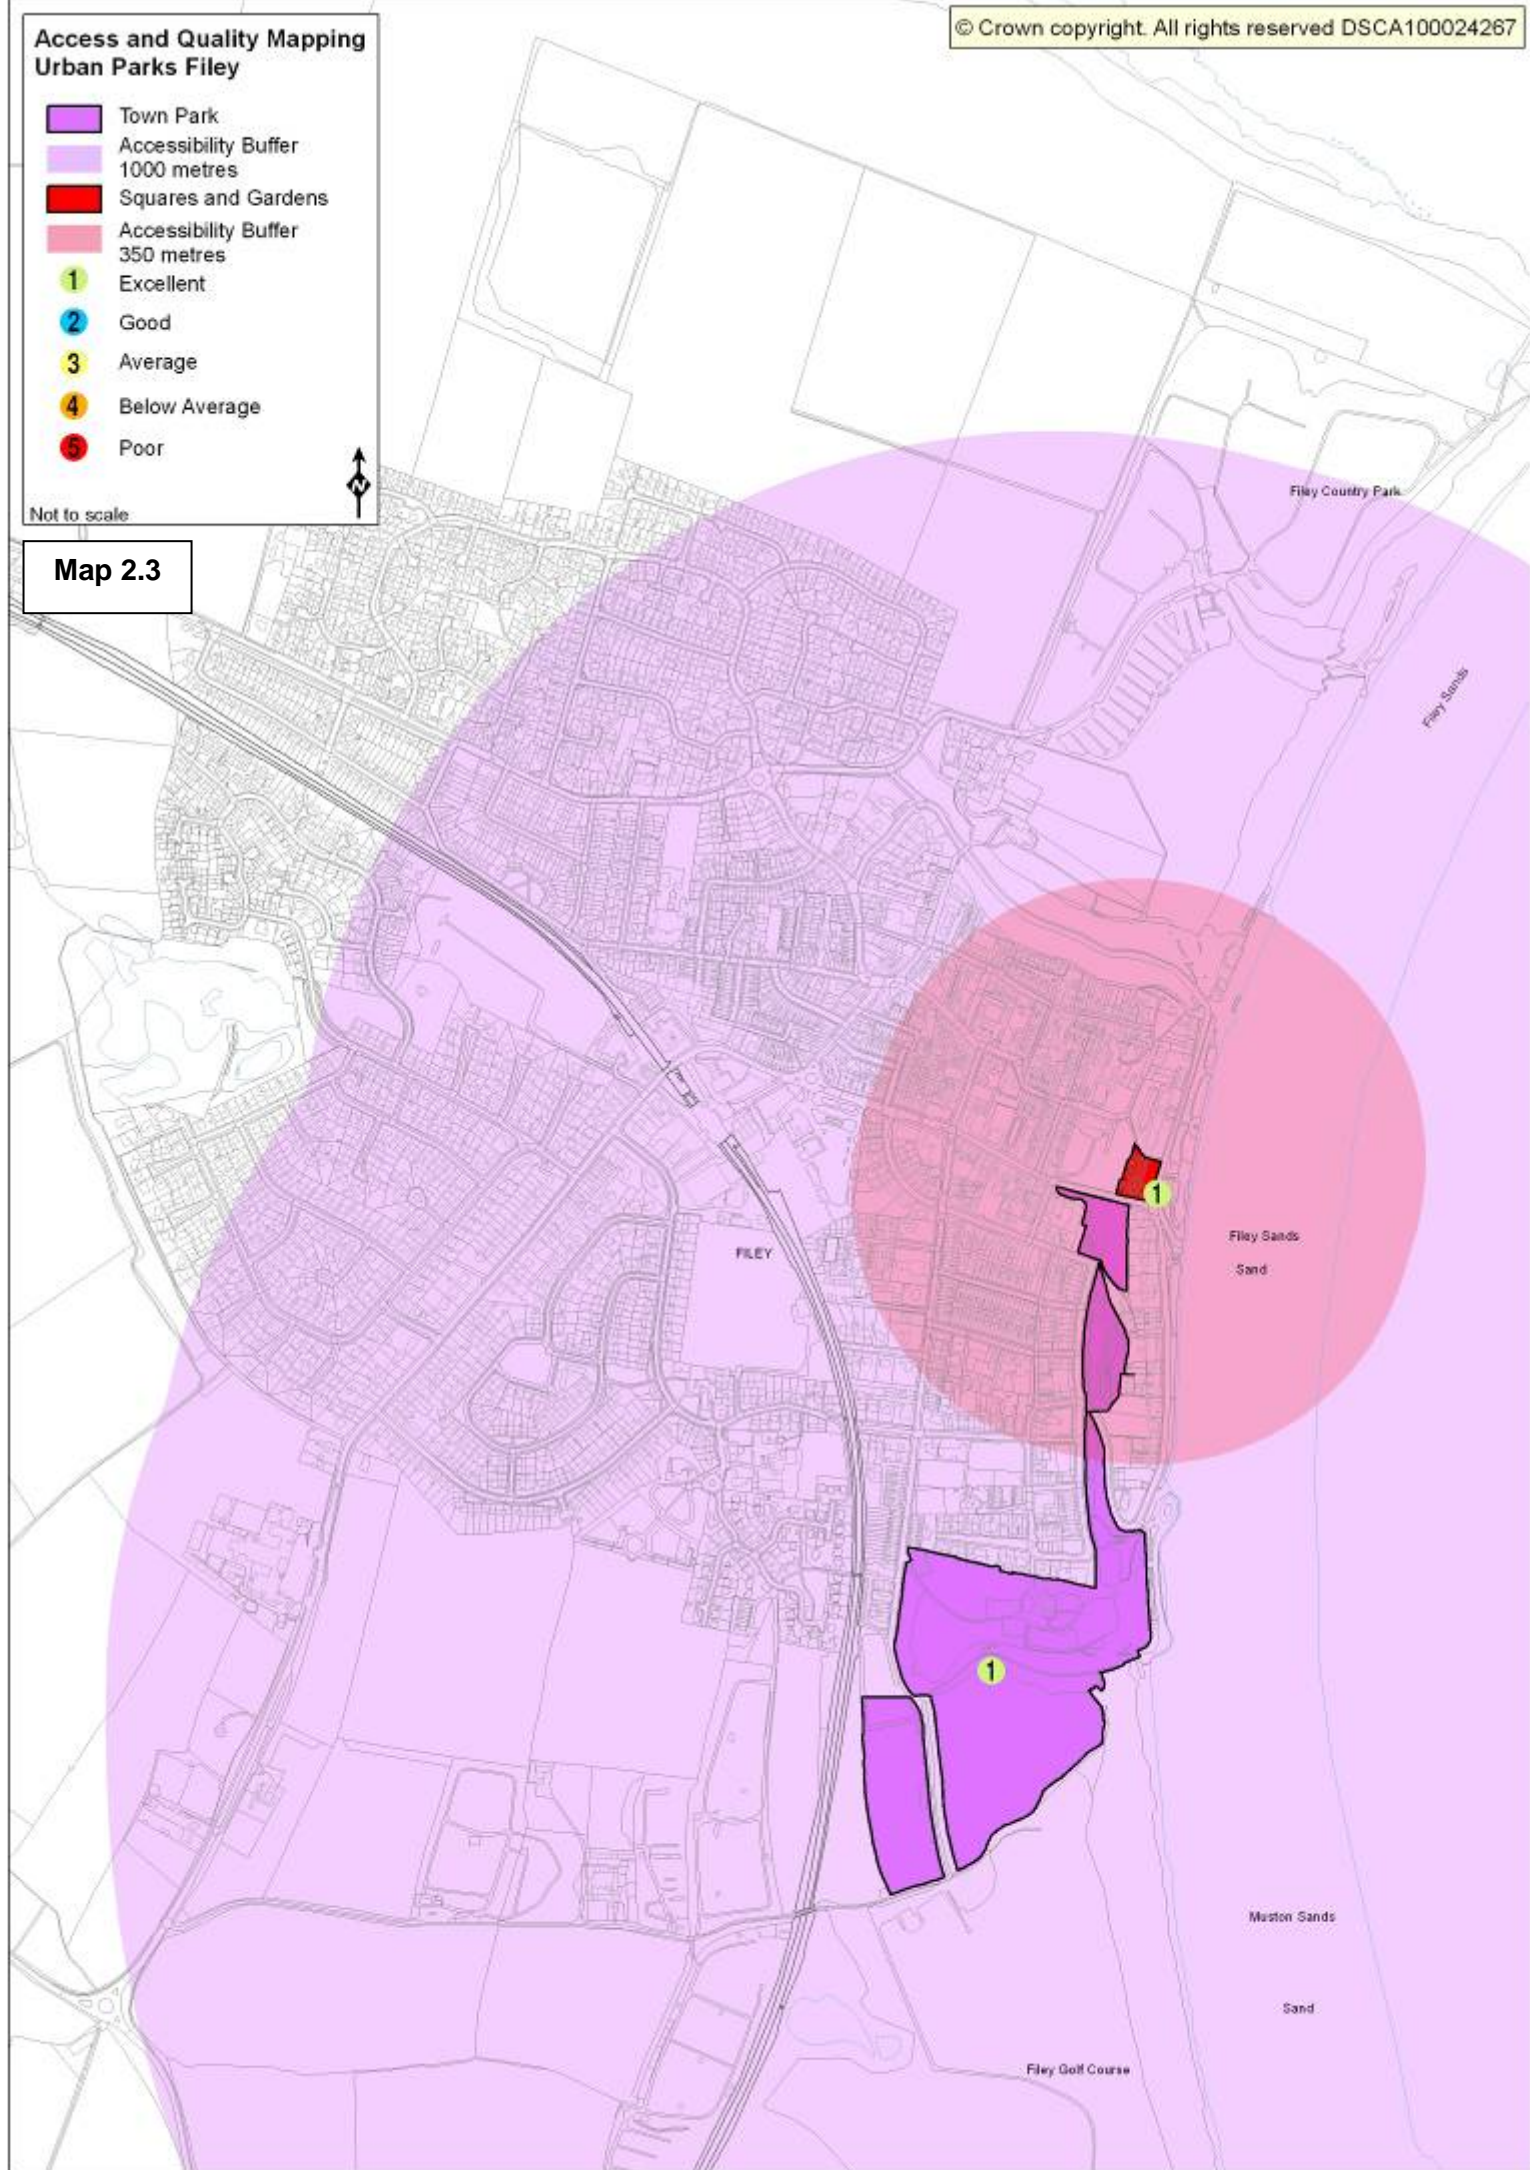 © Crown copyright. All rights reserved DSCA100024267
Access and Quality Mapping
Urban Parks Filey
Town Park
Accessibility Buffer
1000 metres
Squares and Gardens
Accessibility Buffer
350 metres
1 Excellent
2 Good
3 Average
4 Below Average
5 Poor
N
Not to scale
Map 2.3
Filey Country Park
Filey Sands
1
Filey Sands
FILEY
Sand
1
Muston Sands
Sand
Filey Golf Course